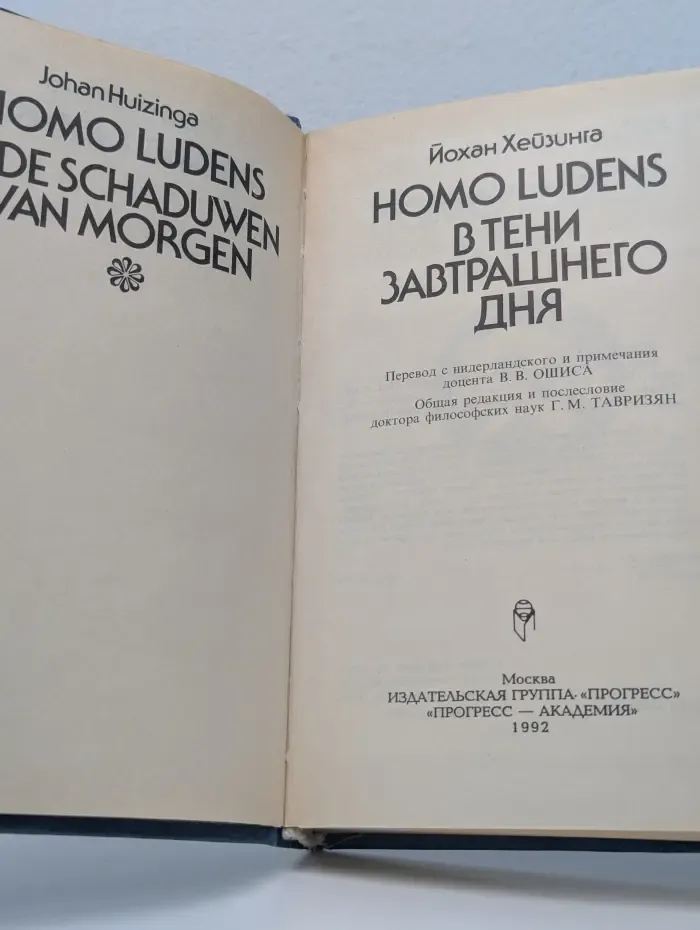 Johan Huizinga
HOMO LUDENS
DE SCHADUWEN
VAN MORGEN
Йохан Хейзинга
HOMO LUDENS
В ТЕНИ
ЗАВТРАШНЕГО
ДНЯ
Перевод с нидерландского и примечания
доцента В. В. ОШИСА
Общая редакция и послесловие
доктора философских наук Г. М. ТАВРИЗЯН
Москва
ИЗДАТЕЛЬСКАЯ ГРУППА «ПРОГРЕСС»
«ПРОГРЕСС — АКАДЕМИЯ»
1992